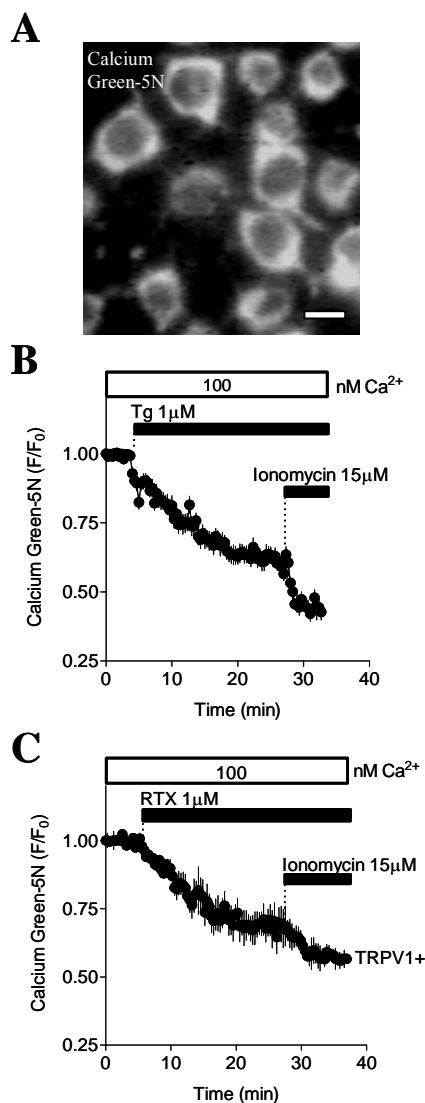 A
Calcium
Green-5N
B
100
nM Ca²⁺
Tg 1µM
Ionomycin 15µM
1.00
0.75
0.50
0.25
Calcium Green-5N (F/F₀)
0
10
20
30
40
Time (min)
C
100
nM Ca²⁺
RTX 1µM
Ionomycin 15µM
1.00
0.75
0.50
0.25
Calcium Green-5N (F/F₀)
TRPV1+
0
10
20
30
40
Time (min)